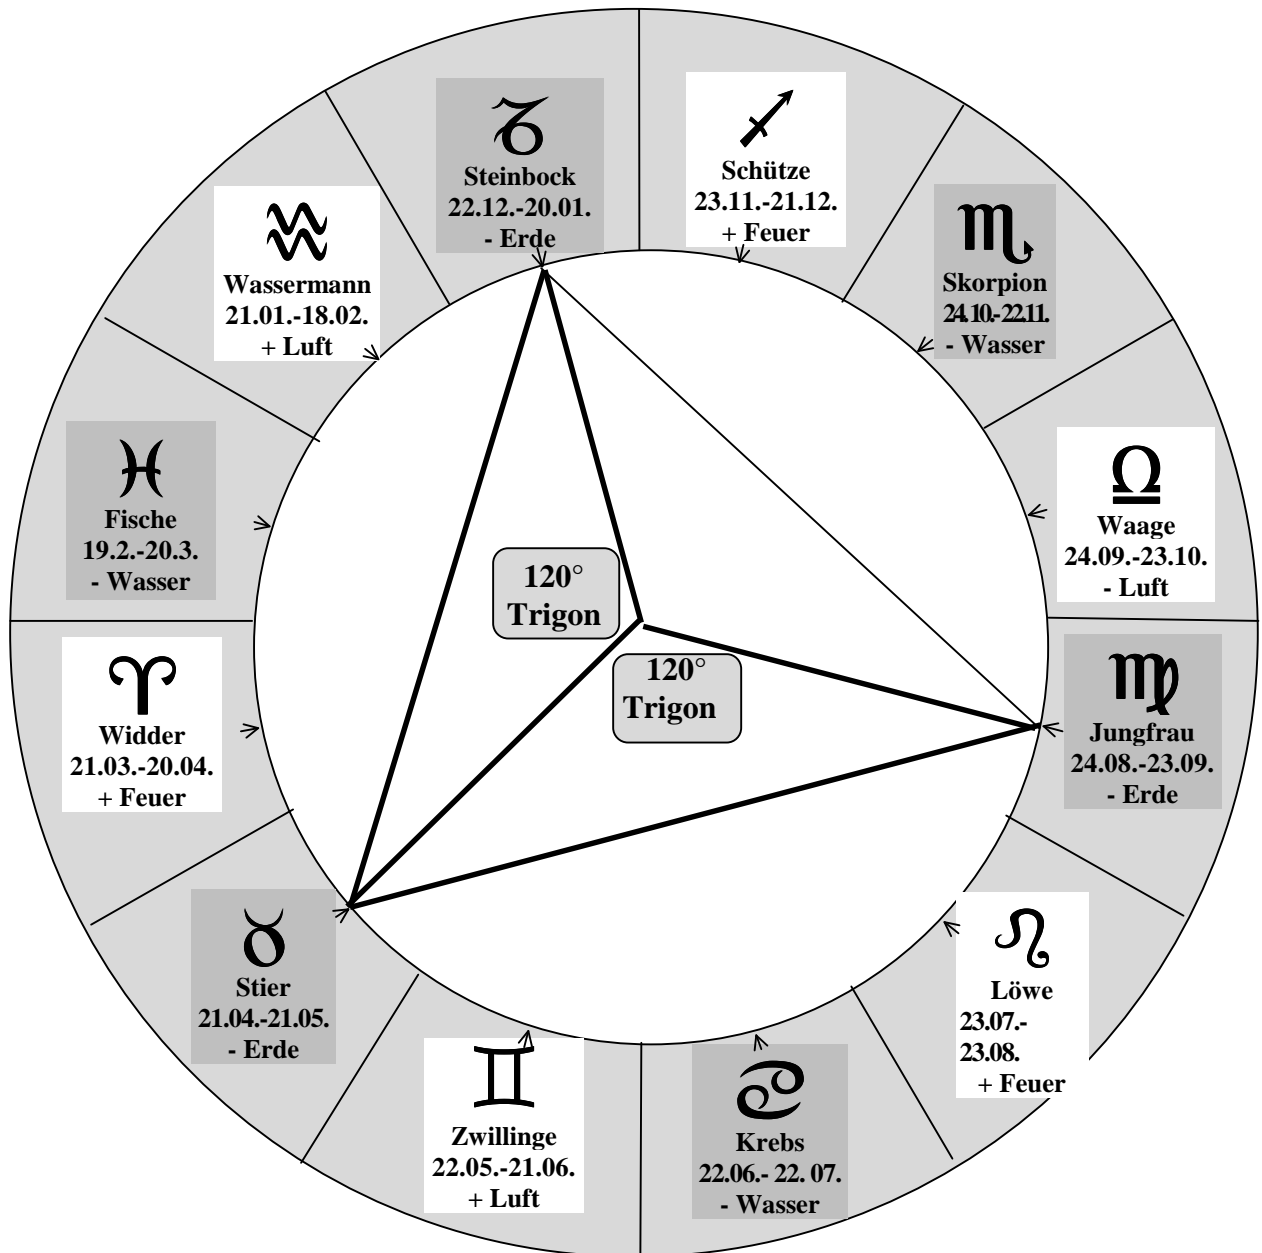 Steinbock
22.12.-20.01.
- Erde
Schütze
23.11.-21.12.
+ Feuer
Skorpion
24.10.-22.11.
- Wasser
Waage
24.09.-23.10.
- Luft
Jungfrau
24.08.-23.09.
- Erde
Löwe
23.07.-
23.08.
+ Feuer
Krebs
22.06.- 22. 07.
- Wasser
Zwillinge
22.05.-21.06.
+ Luft
Stier
21.04.-21.05.
- Erde
Widder
21.03.-20.04.
+ Feuer
Fische
19.2.-20.3.
- Wasser
Wassermann
21.01.-18.02.
+ Luft
120°
Trigon
120°
Trigon